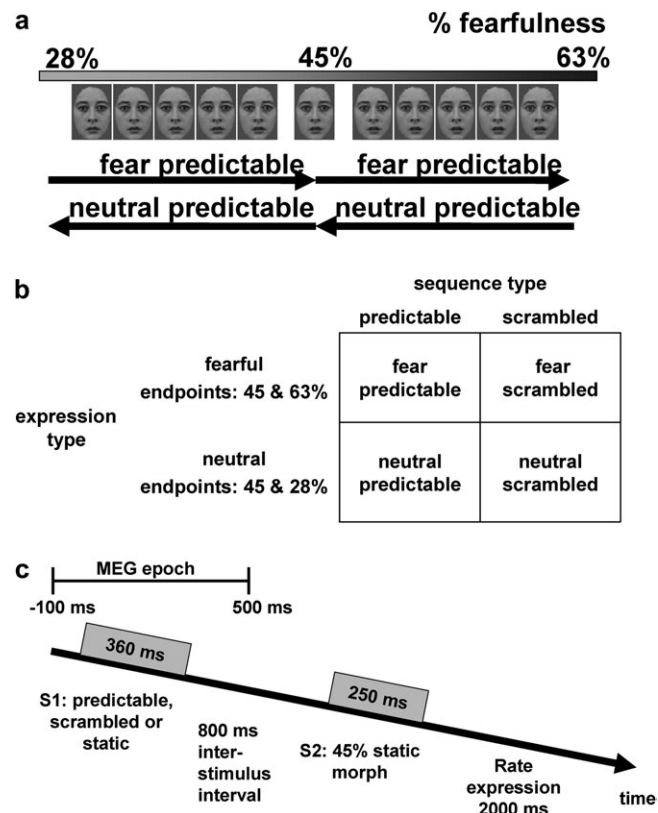 a
% fearfulness
28% 45% 63%
fear predictable fear predictable
neutral predictable neutral predictable
b
sequence type
predictable scrambled
fearful
endpoints: 45 & 63%
fear
predictable
fear
scrambled
expression
type
neutral
endpoints: 45 & 28%
neutral
predictable
neutral
scrambled
c
MEG epoch
-100 ms 500 ms
360 ms
S1: predictable,
scrambled or
static
800 ms
inter-
stimulus
interval
250 ms
S2: 45% static
morph
Rate
expression
2000 ms
time